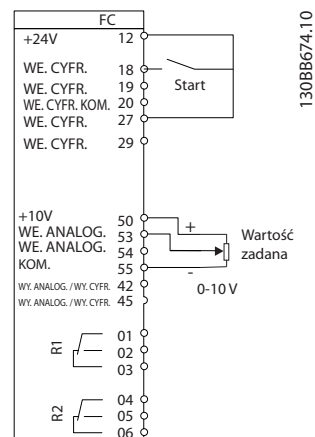 FC
+24V 12
WE. CYFR. 18
WE. CYFR. 19
WE. CYFR. KOM. 20
WE. CYFR. 27
WE. CYFR. 29
Start
+10V 50
WE. ANALOG. 53
WE. ANALOG. 54
KOM. 55
WY. ANALOG. / WY. CYFR. 42
WY. ANALOG. / WY. CYFR. 45
+
-
Wartość
zadana
0-10 V
R1
01
02
03
R2
04
05
06
130BB674.10